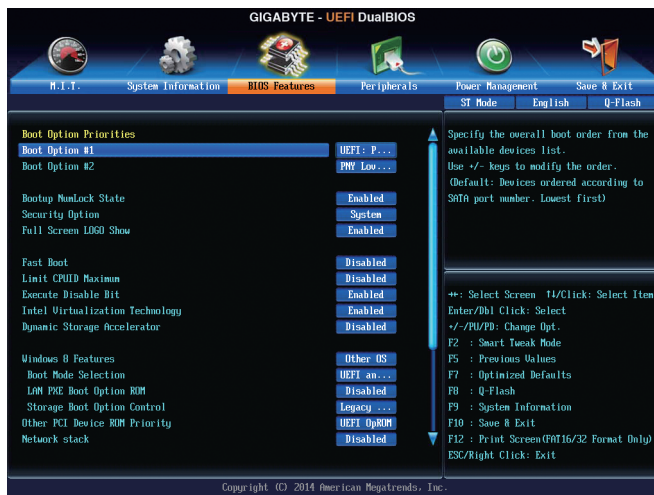 GIGABYTE - UEFI DualBIOS
M.I.T.
System Information
BIOS Features
Peripherals
Power Management
Save & Exit
ST Mode
English
Q-Flash
Boot Option Priorities
Boot Option #1 UEFI: P...
Boot Option #2 PNY Lov...
Bootup NumLock State Enabled
Security Option System
Full Screen LOGO Show Enabled
Fast Boot Disabled
Limit CPUID Maximum Disabled
Execute Disable Bit Enabled
Intel Virtualization Technology Enabled
Dynamic Storage Accelerator Disabled
Windows 8 Features Other OS
Boot Mode Selection UEFI an...
LAN PXE Boot Option ROM Disabled
Storage Boot Option Control Legacy ...
Other PCI Device ROM Priority UEFI OpROM
Network stack Disabled
Specify the overall boot order from the
available devices list.
Use +/- keys to modify the order.
(Default: Devices ordered according to
SATA port number. Lowest first)
→←: Select Screen ↑↓/Click: Select Item
Enter/Dbl Click: Select
+/-/PU/PD: Change Opt.
F2 : Smart Tweak Mode
F5 : Previous Values
F7 : Optimized Defaults
F8 : Q-Flash
F9 : System Information
F10 : Save & Exit
F12 : Print Screen(FAT16/32 Format Only)
ESC/Right Click: Exit
Copyright (C) 2014 American Megatrends, Inc.